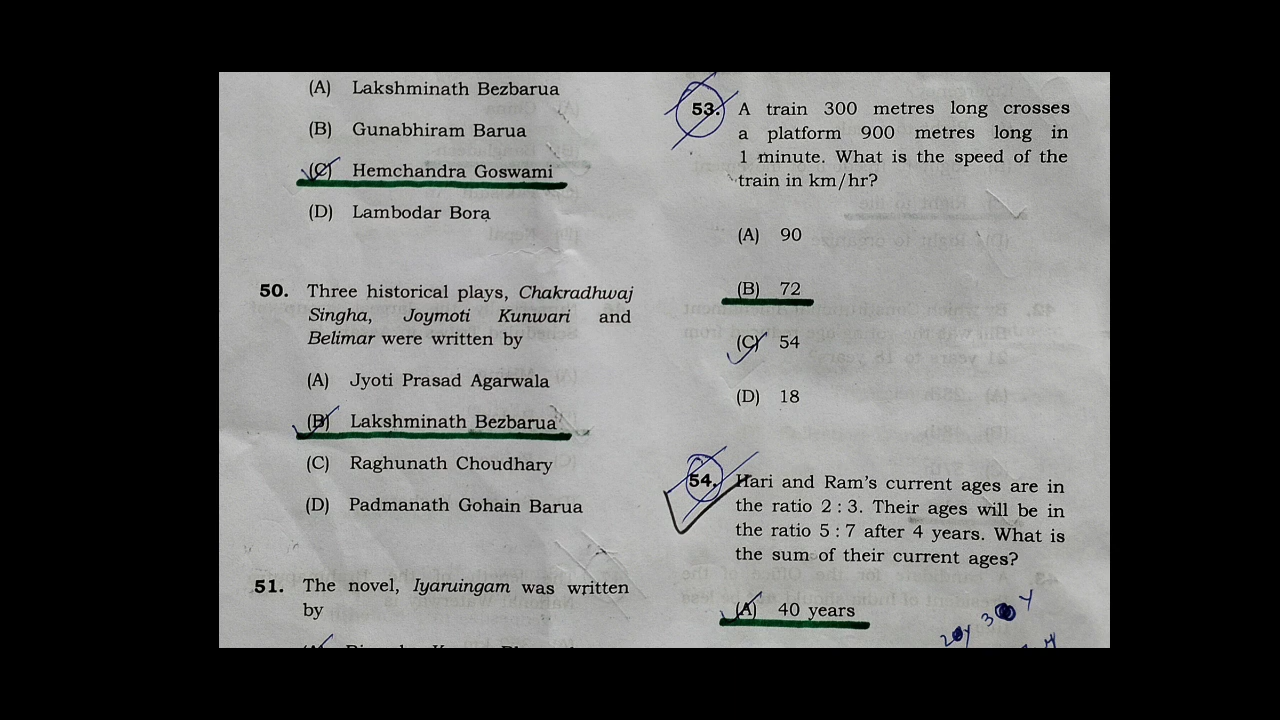 (A) Lakshminath Bezbarua
(B) Gunabhiram Barua
(C) Hemchandra Goswami
(D) Lambodar Bora
50. Three historical plays, Chakradhwaj
Singha, Joymoti Kunwari and
Belimar were written by
(A) Jyoti Prasad Agarwala
(B) Lakshminath Bezbarua
(C) Raghunath Choudhary
(D) Padmanath Gohain Barua
51. The novel, Iyaruingam was written
by
53. A train 300 metres long crosses
a platform 900 metres long in
1 minute. What is the speed of the
train in km/hr?
(A) 90
(B) 72
(C) 54
(D) 18
54. Hari and Ram's current ages are in
the ratio 2 : 3. Their ages will be in
the ratio 5 : 7 after 4 years. What is
the sum of their current ages?
(A) 40 years